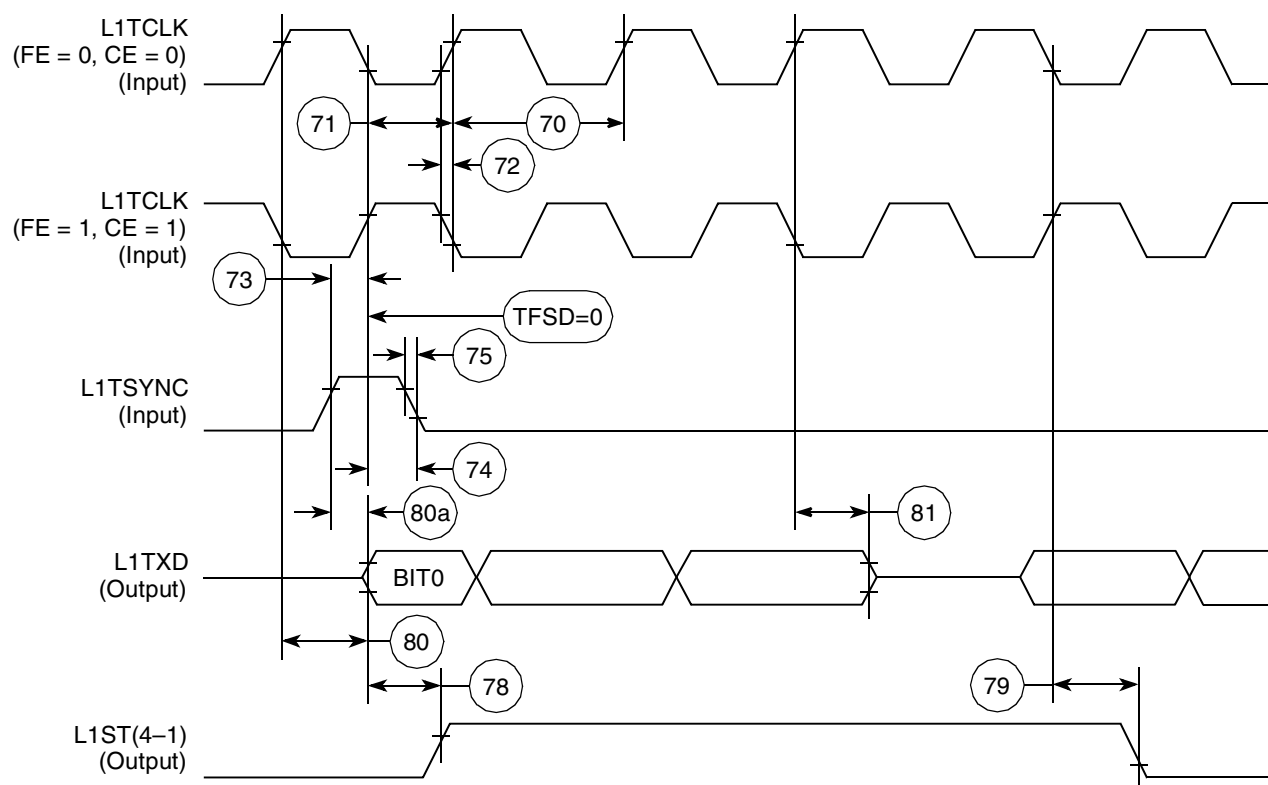 L1TCLK
(FE = 0, CE = 0)
(Input)
71
70
72
L1TCLK
(FE = 1, CE = 1)
(Input)
73
TFSD=0
75
L1TSYNC
(Input)
74
80a
81
L1TXD
(Output)
BIT0
80
78
79
L1ST(4–1)
(Output)